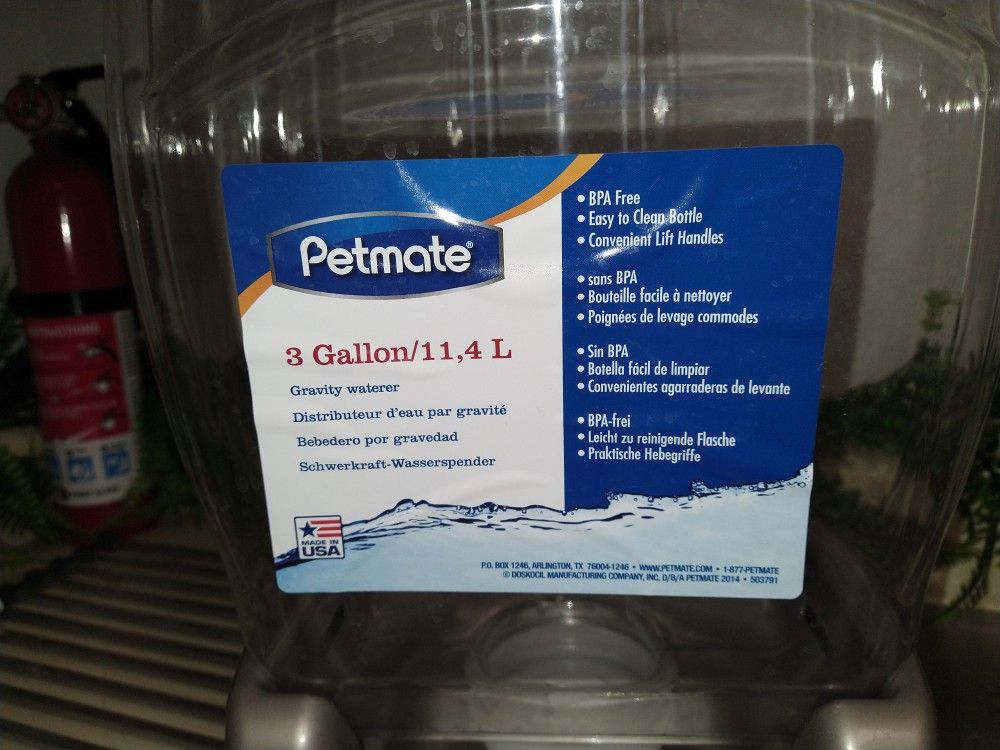 Petmate®
3 Gallon/11,4 L
Gravity waterer
Distributeur d'eau par gravité
Bebedero por gravedad
Schwerkraft-Wasserspender
• BPA Free
• Easy to Clean Bottle
• Convenient Lift Handles
• sans BPA
• Bouteille facile à nettoyer
• Poignées de levage commodes
• Sin BPA
• Botella fácil de limpiar
• Convenientes agarraderas de levante
• BPA-frei
• Leicht zu reinigende Flasche
• Praktische Hebegriffe
MADE IN
USA
P.O. BOX 1246, ARLINGTON, TX 76004-1246 • WWW.PETMATE.COM • 1-877-PETMATE
© DOSKOCIL MANUFACTURING COMPANY, INC. D/B/A PETMATE 2014 • 503791
INSTRUCTIONS